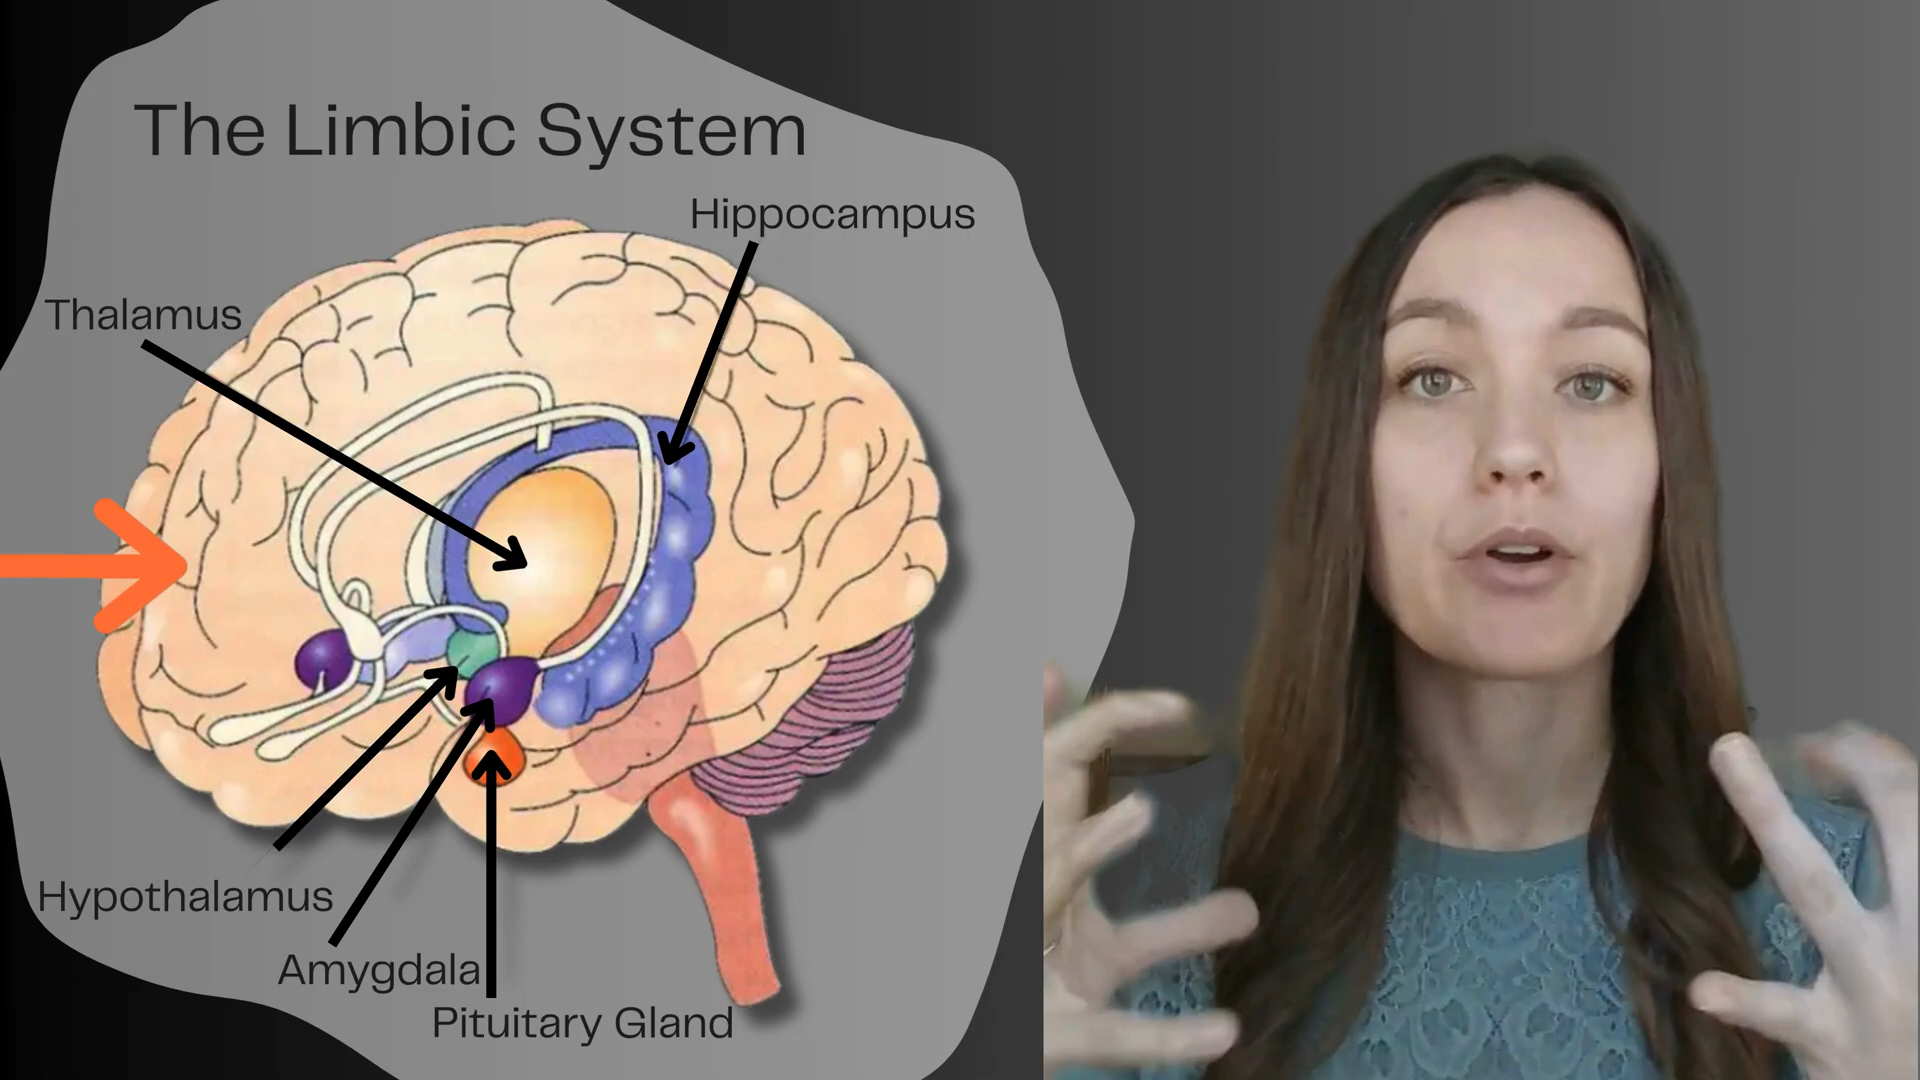 The Limbic System
Hippocampus
Thalamus
Hypothalamus
Amygdala
Pituitary Gland